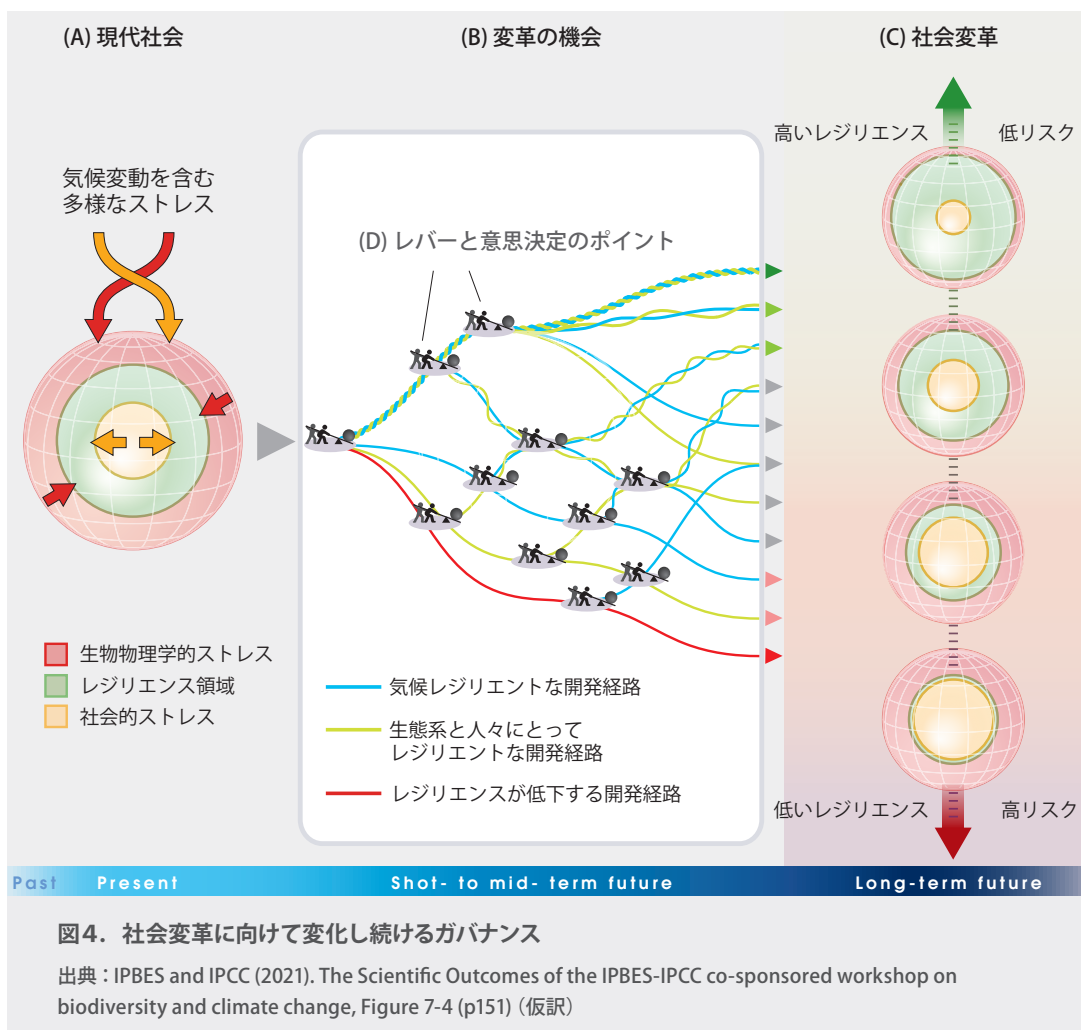 (A) 現代社会
(B) 変革の機会
(C) 社会変革
高いレジリエンス
低リスク
気候変動を含む
多様なストレス
(D) レバーと意思決定のポイント
生物物理学的ストレス
レジリエンス領域
社会的ストレス
気候レジリエントな開発経路
生態系と人々にとって
レジリエントな開発経路
レジリエンスが低下する開発経路
低いレジリエンス
高リスク
Past
Present
Shot- to mid- term future
Long-term future
図4．社会変革に向けて変化し続けるガバナンス
出典：IPBES and IPCC (2021). The Scientific Outcomes of the IPBES-IPCC co-sponsored workshop on
biodiversity and climate change, Figure 7-4 (p151)（仮訳）